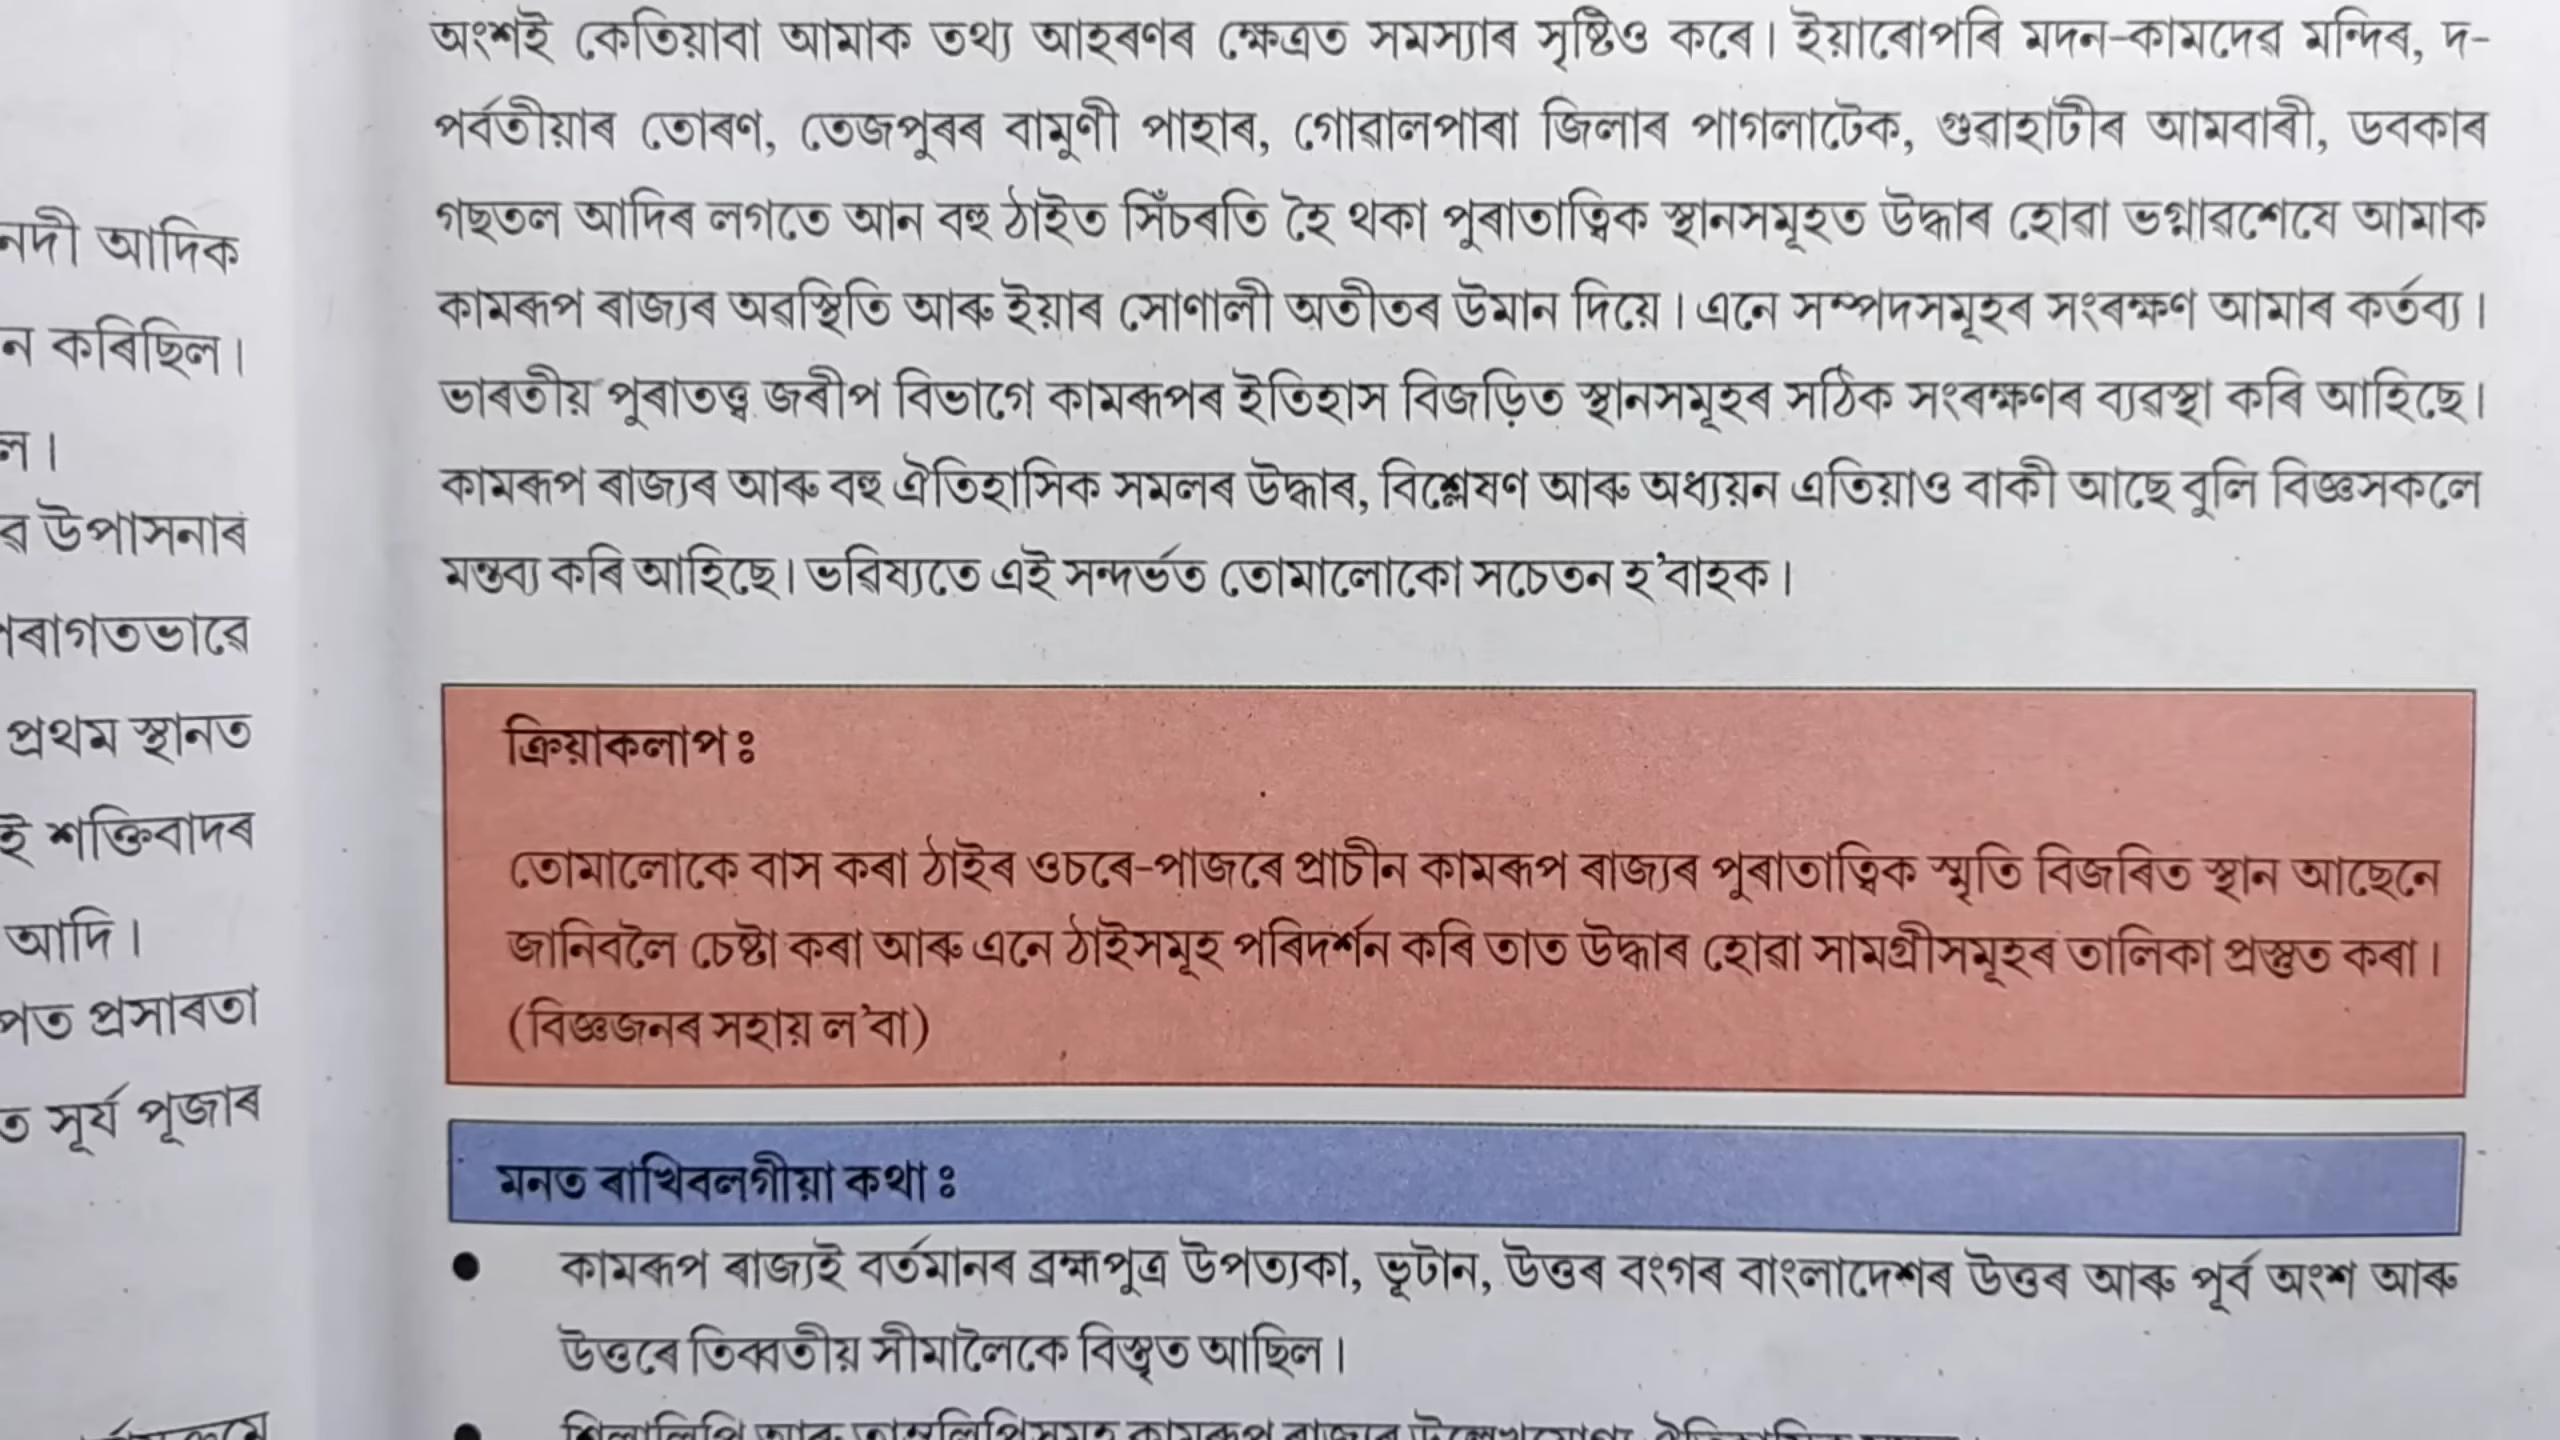 নদী আদিক
ন কৰিছিল।
ল।
ৱ উপাসনাৰ
ৰাগতভাৱে
প্ৰথম স্থানত
ই শক্তিবাদৰ
আদি।
পত প্ৰসাৰতা
ত সূৰ্য পূজাৰ
অংশই কেতিয়াবা আমাক তথ্য আহৰণৰ ক্ষেত্ৰত সমস্যাৰ সৃষ্টিও কৰে। ইয়াৰোপৰি মদন-কামদেৱ মন্দিৰ, দ-
পৰ্বতীয়াৰ তোৰণ, তেজপুৰৰ বামুণী পাহাৰ, গোৱালপাৰা জিলাৰ পাগলাটেক, গুৱাহাটীৰ আমবাৰী, ডবকাৰ
গছতল আদিৰ লগতে আন বহু ঠাইত সিঁচৰতি হৈ থকা পুৰাতাত্বিক স্থানসমূহত উদ্ধাৰ হোৱা ভগ্নাৱশেষে আমাক
কামৰূপ ৰাজ্যৰ অৱস্থিতি আৰু ইয়াৰ সোণালী অতীতৰ উমান দিয়ে। এনে সম্পদসমূহৰ সংৰক্ষণ আমাৰ কৰ্তব্য।
ভাৰতীয় পুৰাতত্ত্ব জৰীপ বিভাগে কামৰূপৰ ইতিহাস বিজড়িত স্থানসমূহৰ সঠিক সংৰক্ষণৰ ব্যৱস্থা কৰি আহিছে।
কামৰূপ ৰাজ্যৰ আৰু বহু ঐতিহাসিক সমলৰ উদ্ধাৰ, বিশ্লেষণ আৰু অধ্যয়ন এতিয়াও বাকী আছে বুলি বিজ্ঞসকলে
মন্তব্য কৰি আহিছে। ভৱিষ্যতে এই সন্দৰ্ভত তোমালোকো সচেতন হ'বাহক।
ক্ৰিয়াকলাপঃ
তোমালোকে বাস কৰা ঠাইৰ ওচৰে-পাজৰে প্ৰাচীন কামৰূপ ৰাজ্যৰ পুৰাতাত্বিক স্মৃতি বিজৰিত স্থান আছেনে
জানিবলৈ চেষ্টা কৰা আৰু এনে ঠাইসমূহ পৰিদৰ্শন কৰি তাত উদ্ধাৰ হোৱা সামগ্ৰীসমূহৰ তালিকা প্ৰস্তুত কৰা।
(বিজ্ঞজনৰ সহায় ল'বা)
মনত ৰাখিবলগীয়া কথা ঃ
● কামৰূপ ৰাজ্যই বৰ্তমানৰ ব্ৰহ্মপুত্ৰ উপত্যকা, ভূটান, উত্তৰ বংগৰ বাংলাদেশৰ উত্তৰ আৰু পূৰ্ব অংশ আৰু
উত্তৰে তিব্বতীয় সীমালৈকে বিস্তৃত আছিল।
● শিলালিপি আৰু তাম্ৰলিপিসমূহ কামৰূপ ৰাজ্যৰ উল্লেখযোগ্য